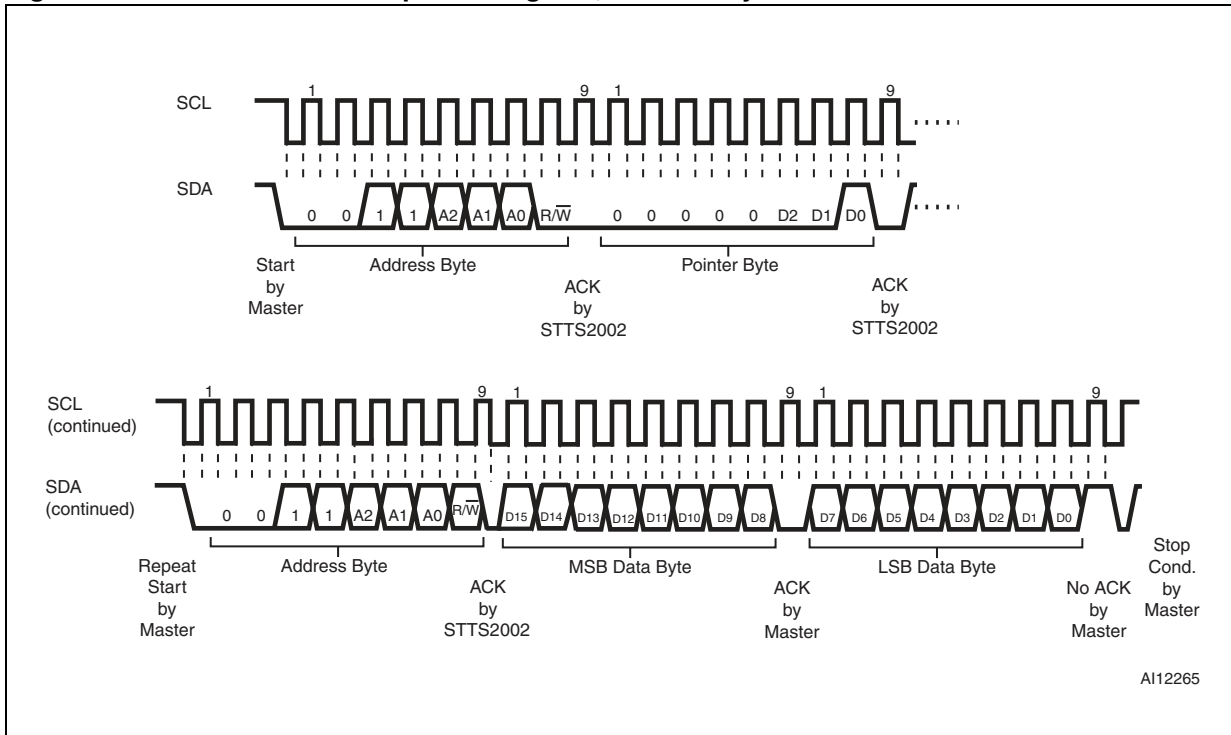 1 9 1 9
SCL
SDA
0 0 1 1 A2 A1 A0 R/W 0 0 0 0 0 D2 D1 D0
Start
by
Master
Address Byte
ACK
by
STTS2002
Pointer Byte
ACK
by
STTS2002
1 9 1 9 1 9
SCL
(continued)
SDA
(continued)
0 0 1 1 A2 A1 A0 R/W D15 D14 D13 D12 D11 D10 D9 D8 D7 D6 D5 D4 D3 D2 D1 D0
Repeat
Start
by
Master
Address Byte
ACK
by
STTS2002
MSB Data Byte
ACK
by
Master
LSB Data Byte
No ACK
by
Master
Stop
Cond.
by
Master
AI12265